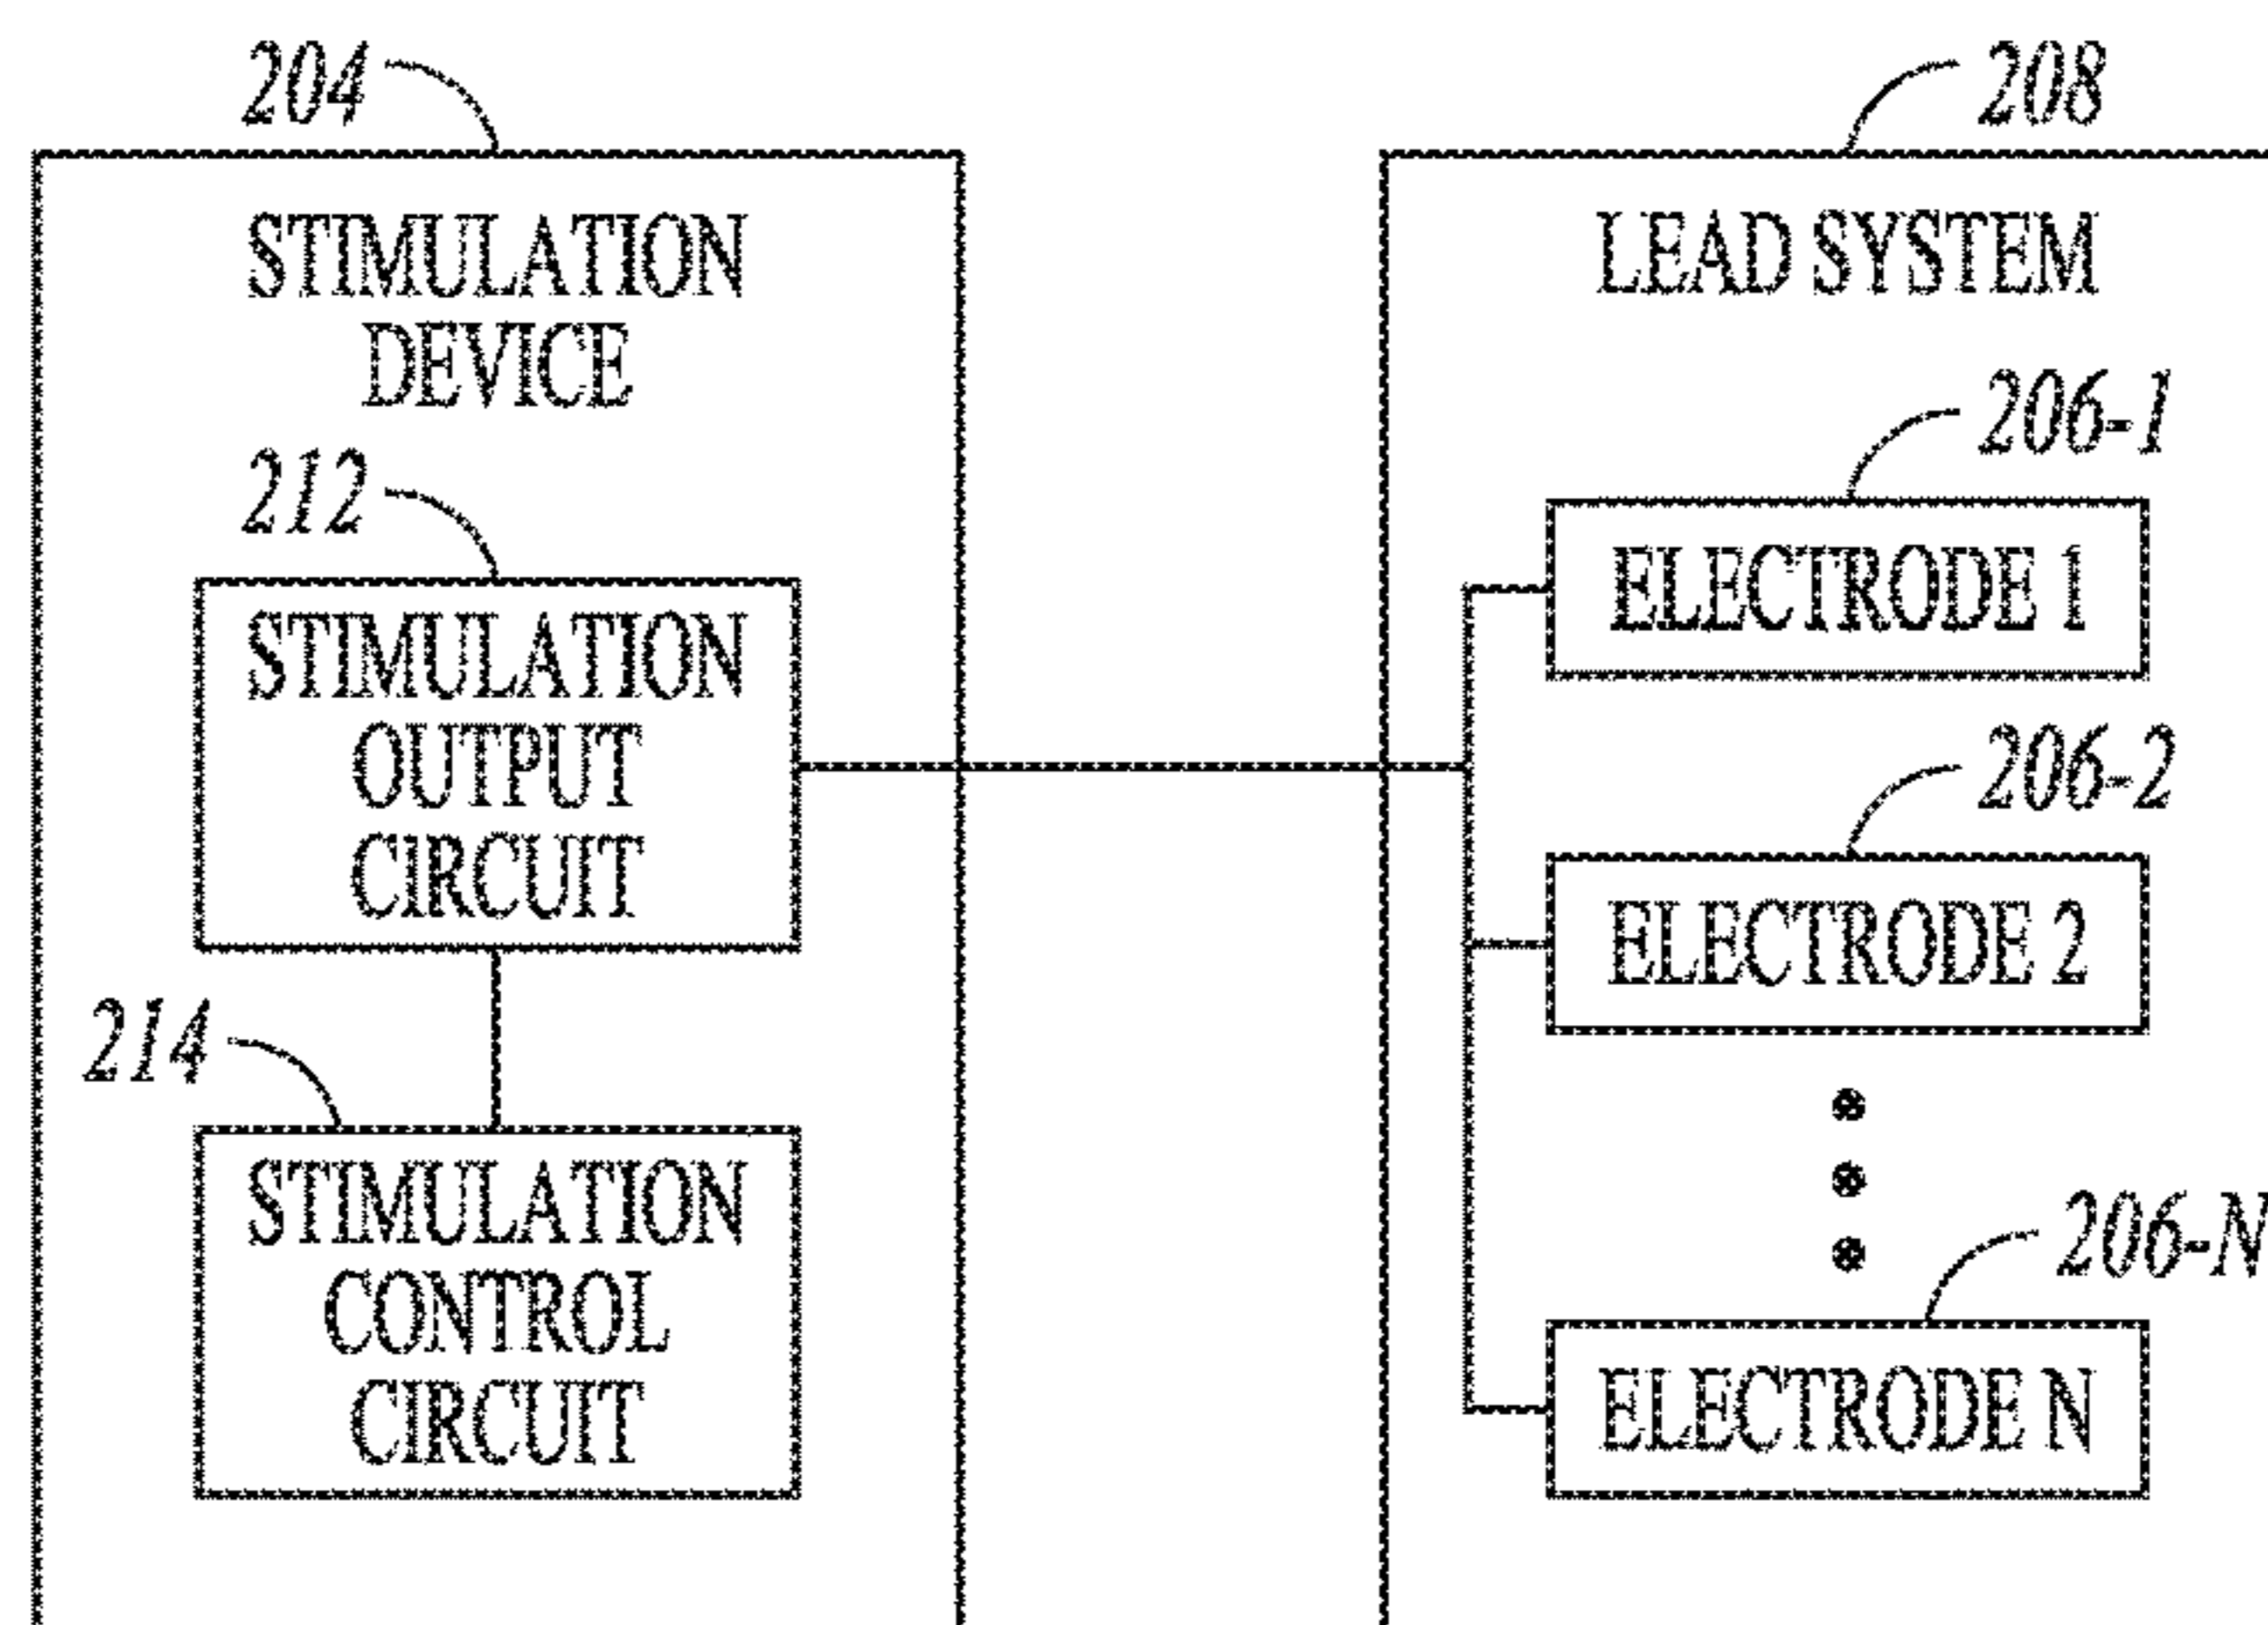 204
STIMULATION
DEVICE
212
STIMULATION
OUTPUT
CIRCUIT
214
STIMULATION
CONTROL
CIRCUIT
208
LEAD SYSTEM
206-1
ELECTRODE 1
206-2
ELECTRODE 2
206-N
ELECTRODE N